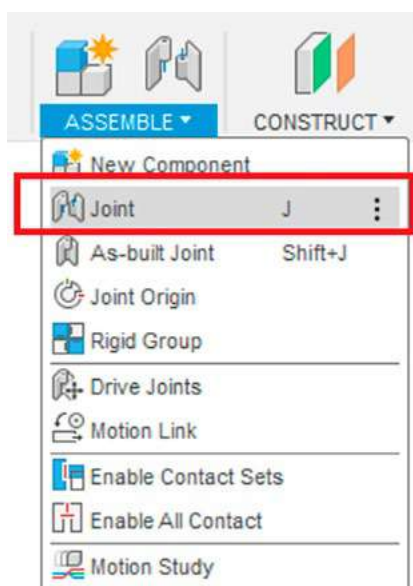 ASSEMBLE CONSTRUCT
New Component
Joint J
As-built Joint Shift+J
Joint Origin
Rigid Group
Drive Joints
Motion Link
Enable Contact Sets
Enable All Contact
Motion Study